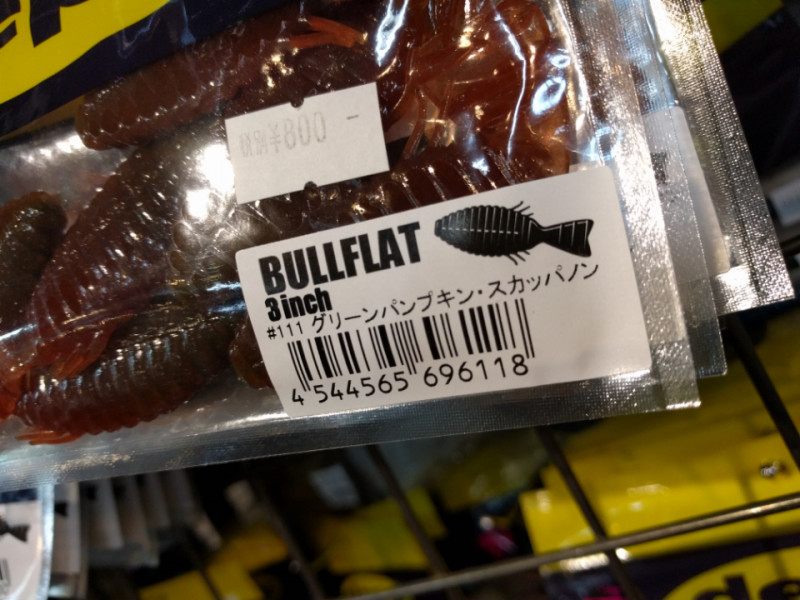 税別¥800-
BULLFLAT
3inch
#111 グリーンパンプキン・スカッパノン
4 544565 696118
de